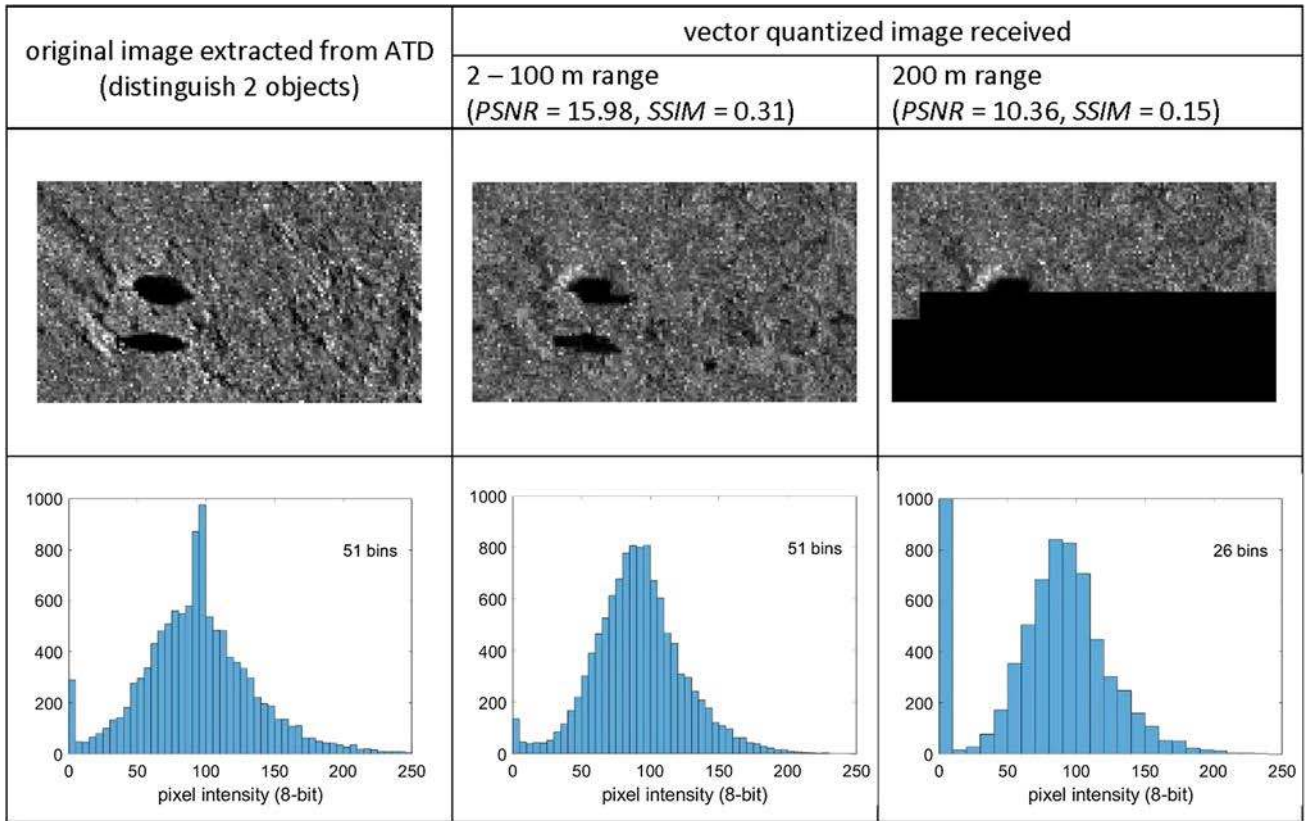 original image extracted from ATD
(distinguish 2 objects)
vector quantized image received
2 – 100 m range
(PSNR = 15.98, SSIM = 0.31)
200 m range
(PSNR = 10.36, SSIM = 0.15)
1000
800
600
400
200
0
51 bins
0 50 100 150 200 250
pixel intensity (8-bit)
1000
800
600
400
200
0
51 bins
0 50 100 150 200 250
pixel intensity (8-bit)
1000
800
600
400
200
0
26 bins
0 50 100 150 200 250
pixel intensity (8-bit)